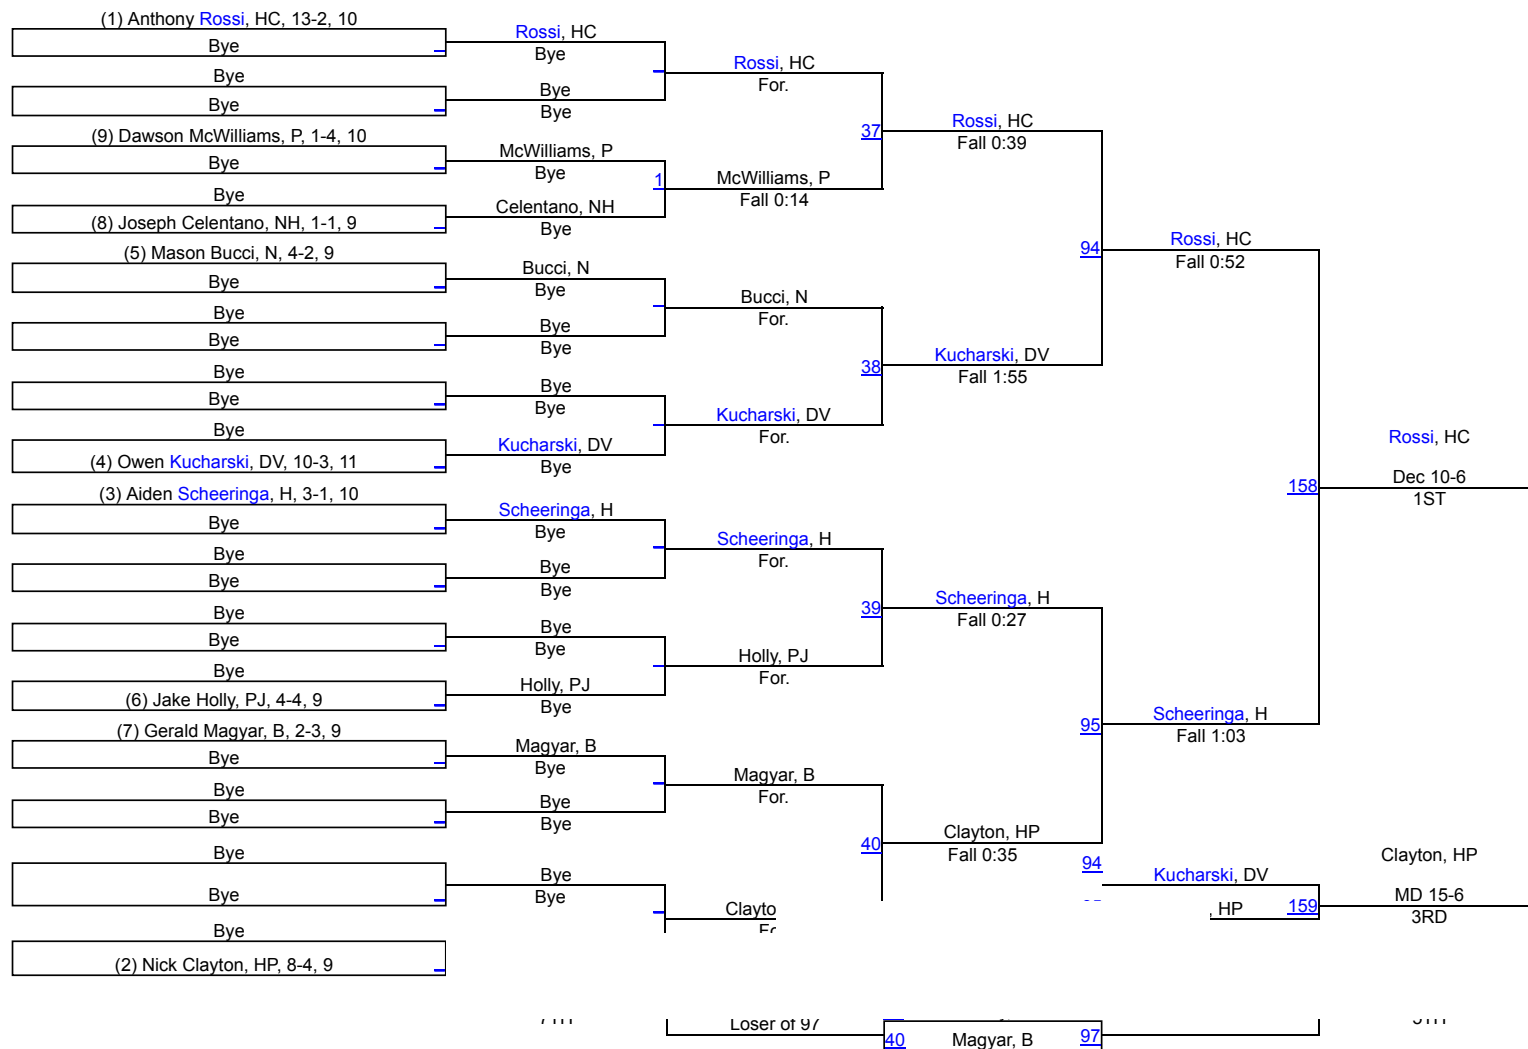 (1) Anthony Rossi, HC, 13-2, 10
Bye
Bye
Bye
(9) Dawson McWilliams, P, 1-4, 10
Bye
Bye
(8) Joseph Celentano, NH, 1-1, 9
(5) Mason Bucci, N, 4-2, 9
Bye
Bye
Bye
Bye
Bye
Bye
(4) Owen Kucharski, DV, 10-3, 11
(3) Aiden Scheeringa, H, 3-1, 10
Bye
Bye
Bye
Bye
Bye
Bye
(6) Jake Holly, PJ, 4-4, 9
(7) Gerald Magyar, B, 2-3, 9
Bye
Bye
Bye
Bye
Bye
Bye
(2) Nick Clayton, HP, 8-4, 9
Rossi, HC
Bye
Bye
Bye
McWilliams, P
Bye
1
Celentano, NH
Bye
Bucci, N
Bye
Bye
Bye
Bye
Bye
Kucharski, DV
Bye
Scheeringa, H
Bye
Bye
Bye
Bye
Bye
Holly, PJ
Bye
Magyar, B
Bye
Bye
Bye
Bye
Bye
Rossi, HC
For.
37
McWilliams, P
Fall 0:14
Bucci, N
For.
38
Kucharski, DV
For.
Scheeringa, H
For.
39
Holly, PJ
For.
Magyar, B
For.
40
Loser of 97
Rossi, HC
Fall 0:39
94
Kucharski, DV
Fall 1:55
Scheeringa, H
Fall 0:27
95
Clayton, HP
Fall 0:35
94
40
Magyar, B
97
Rossi, HC
Fall 0:52
158
Scheeringa, H
Fall 1:03
Kucharski, DV
, HP
159
Rossi, HC
Dec 10-6
1ST
Clayton, HP
MD 15-6
3RD